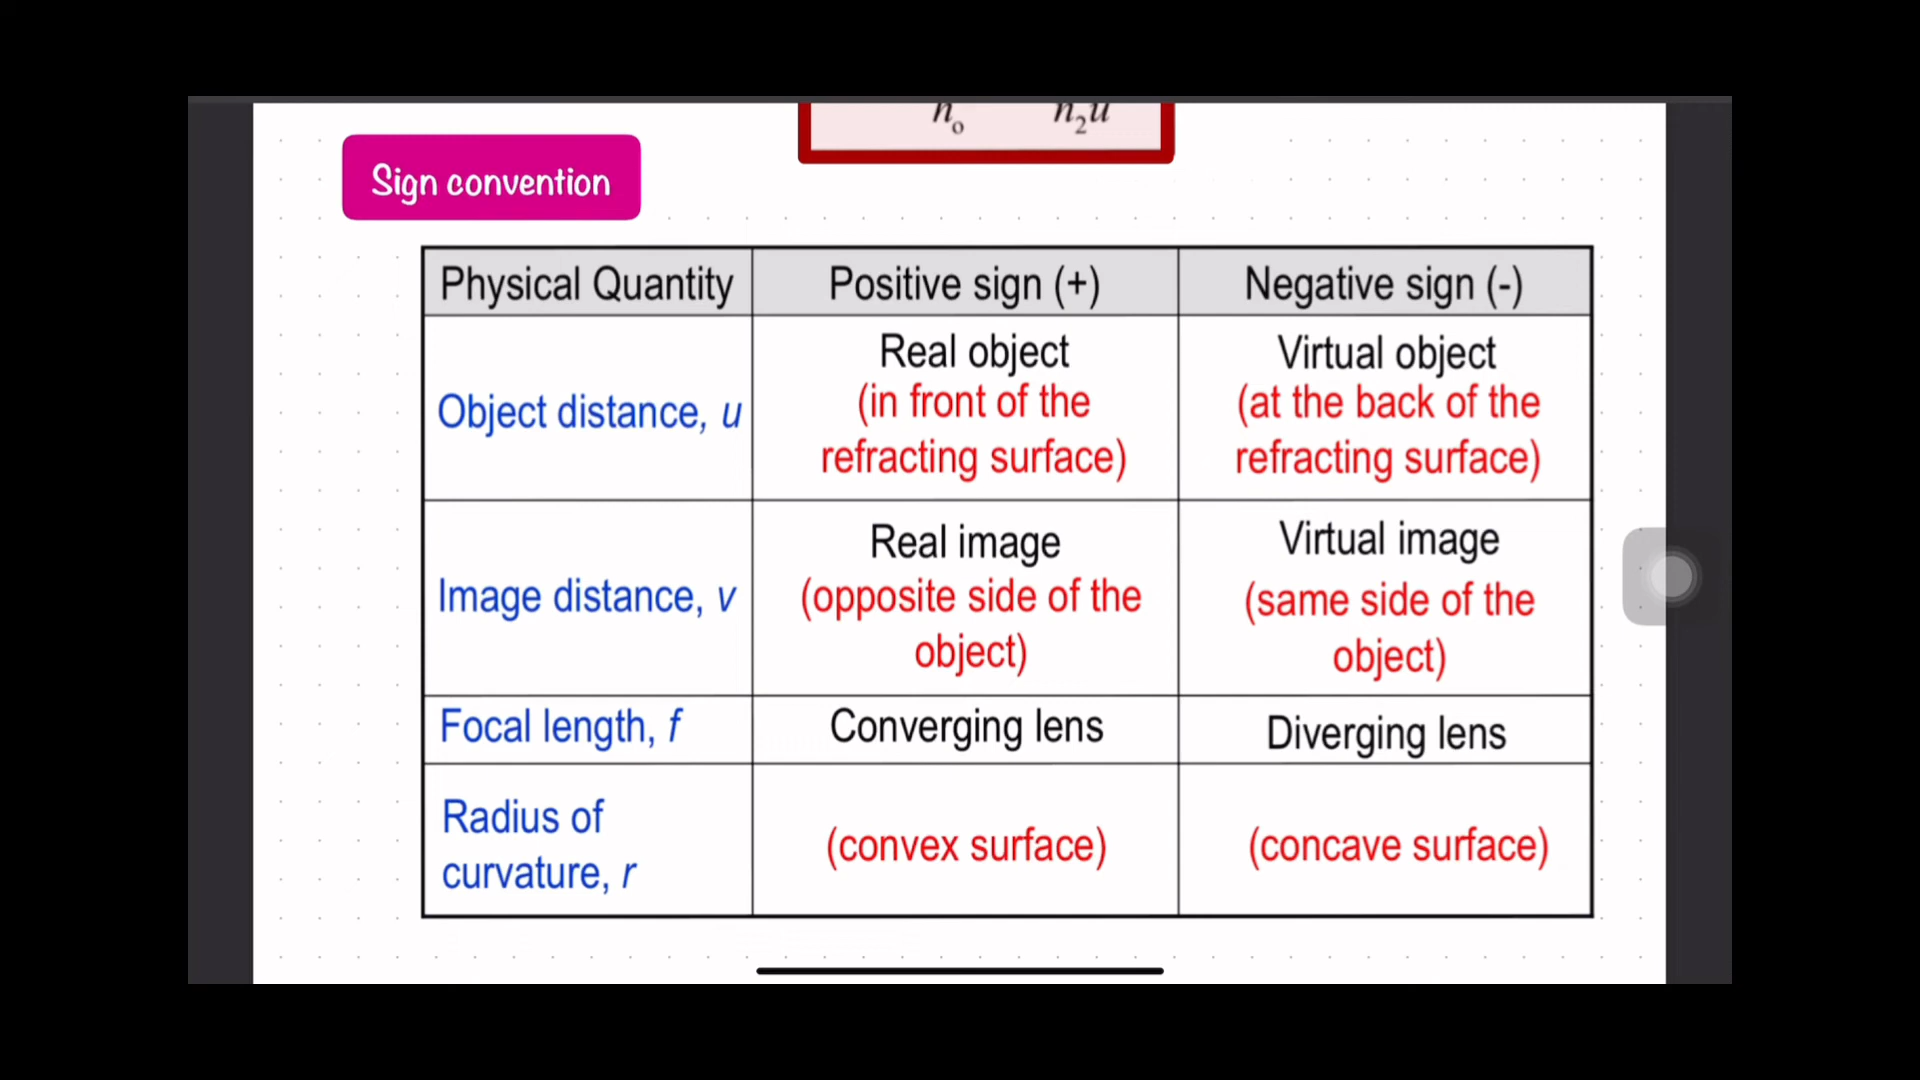 hₒ n₂u
Sign convention
Physical Quantity Positive sign (+) Negative sign (-)
Object distance, u
Real object
(in front of the
refracting surface)
Virtual object
(at the back of the
refracting surface)
Image distance, v
Real image
(opposite side of the
object)
Virtual image
(same side of the
object)
Focal length, f Converging lens Diverging lens
Radius of
curvature, r
(convex surface)
(concave surface)